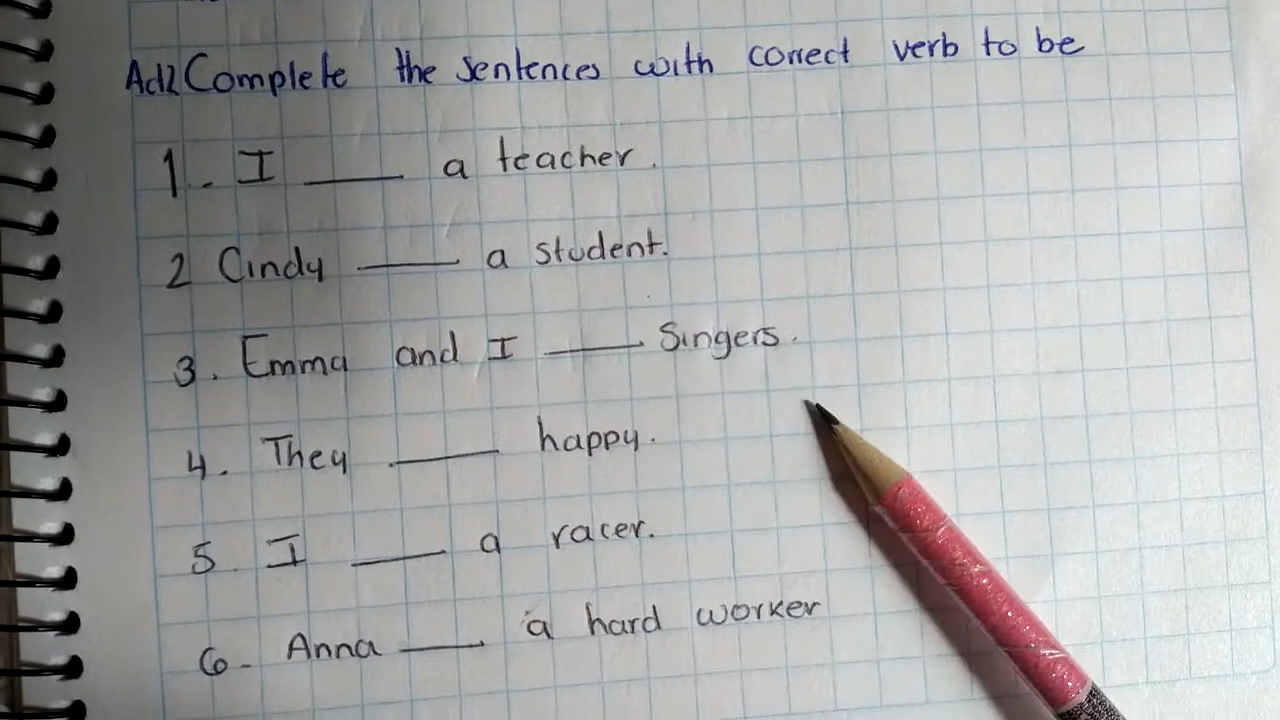 Act2 Complete the sentences with correct verb to be
1. I ____ a teacher.
2 Cindy ____ a student.
3. Emma and I ____ Singers.
4. They ____ happy.
5. I ____ a racer.
6- Anna ____ a hard worker